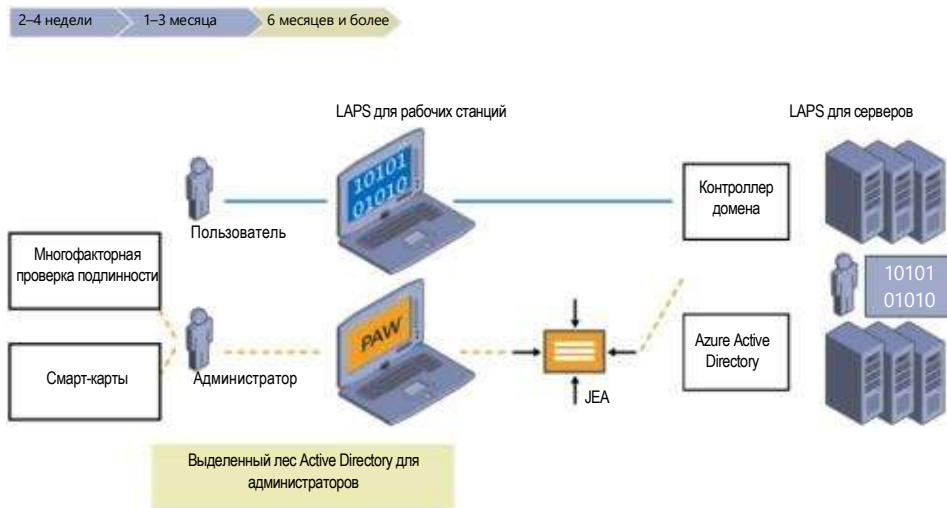 2–4 недели
1–3 месяца
6 месяцев и более
LAPS для рабочих станций
LAPS для серверов
10101
01010
Пользователь
Контроллер
домена
Многофакторная
проверка подлинности
10101
01010
PAW
Смарт-карты
Администратор
JEA
Azure Active
Directory
Выделенный лес Active Directory для
администраторов